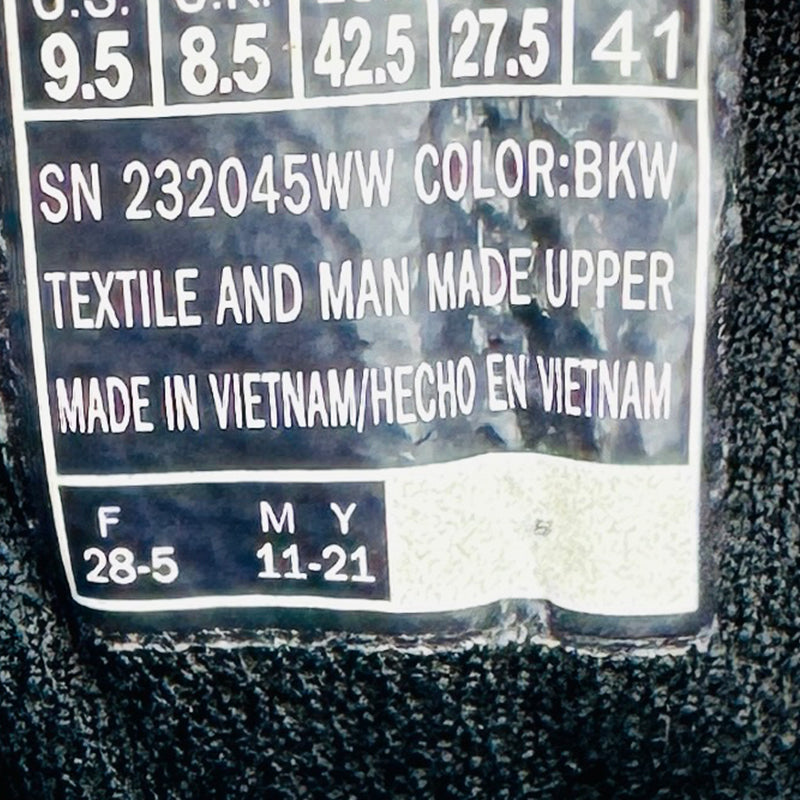 U.S. U.K.
9.5 8.5 42.5 27.5 41
SN 232045WW COLOR:BKW
TEXTILE AND MAN MADE UPPER
MADE IN VIETNAM/HECHO EN VIETNAM
F M Y
28-5 11-21